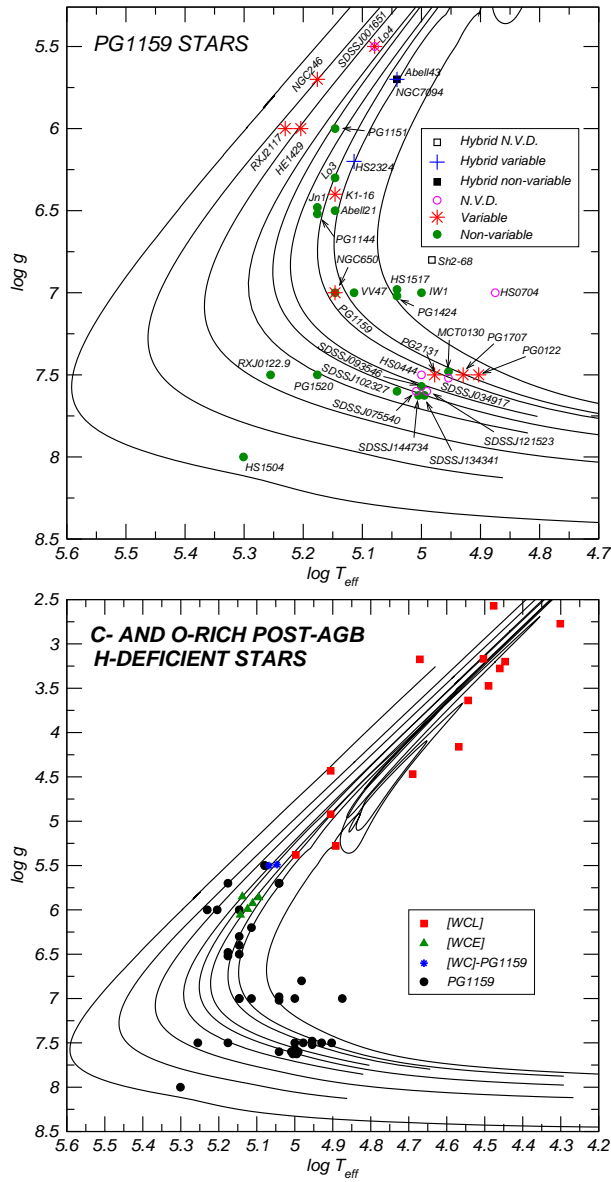 PG1159 STARS
5.5
6
6.5
7
7.5
8
8.5
log g
NGC246
SDSSJ001651
Lo4
RXJ2117
HE1429
Abell43
NGC7094
PG1151
HS2324
Lo3
K1-16
Jn1
Abell21
PG1144
NGC650
VV47
PG1159
HS1517
PG1424
IW1
Sh2-68
HS0704
MCT0130
PG1707
PG0122
PG2131
HS0444
SDSSJ093546
SDSSJ102327
SDSSJ034917
RXJ0122.9
PG1520
SDSSJ075540
SDSSJ121523
SDSSJ144734
SDSSJ134341
HS1504
Hybrid N.V.D.
Hybrid variable
Hybrid non-variable
N.V.D.
Variable
Non-variable
5.6 5.5 5.4 5.3 5.2 5.1 5 4.9 4.8 4.7
log Teff
C- AND O-RICH POST-AGB
H-DEFICIENT STARS
2.5
3
3.5
4
4.5
5
5.5
6
6.5
7
7.5
8
8.5
log g
[WCL]
[WCE]
[WC]-PG1159
PG1159
5.6 5.5 5.4 5.3 5.2 5.1 5 4.9 4.8 4.7 4.6 4.5 4.4 4.3 4.2
log Teff